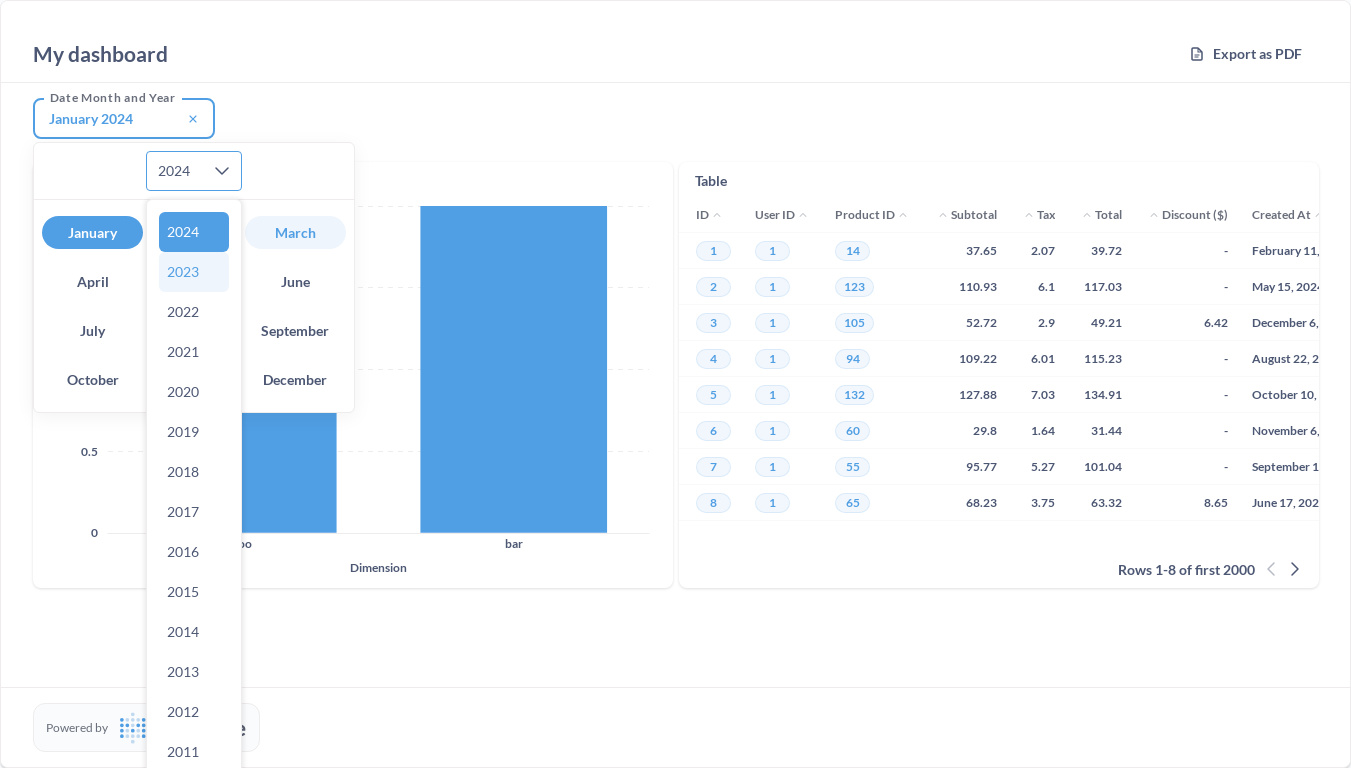 My dashboard
Export as PDF
Date Month and Year
January 2024
2024
January
March
April
June
July
September
October
December
2024
2023
2022
2021
2020
2019
2018
2017
2016
2015
2014
2013
2012
2011
0.5
0
bar
Dimension
Table
ID User ID Product ID Subtotal Tax Total Discount ($) Created At
1 1 14 37.65 2.07 39.72 - February 11,
2 1 123 110.93 6.1 117.03 - May 15, 2024
3 1 105 52.72 2.9 49.21 6.42 December 6,
4 1 94 109.22 6.01 115.23 - August 22, 2
5 1 132 127.88 7.03 134.91 - October 10,
6 1 60 29.8 1.64 31.44 - November 6,
7 1 55 95.77 5.27 101.04 - September 1
8 1 65 68.23 3.75 63.32 8.65 June 17, 202
Rows 1-8 of first 2000
Powered by